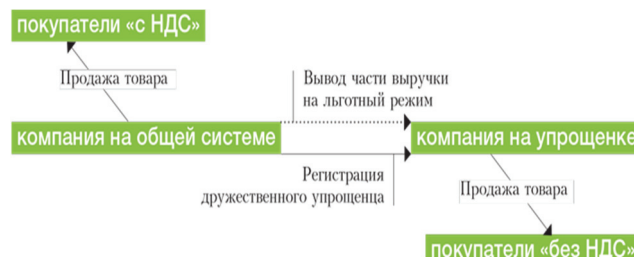 покупатели «с НДС»
Продажа товара
Вывод части выручки
на льготный режим
компания на общей системе
компания на упрощенке
Регистрация
дружественного упрощенца
Продажа товара
покупатели «без НДС»